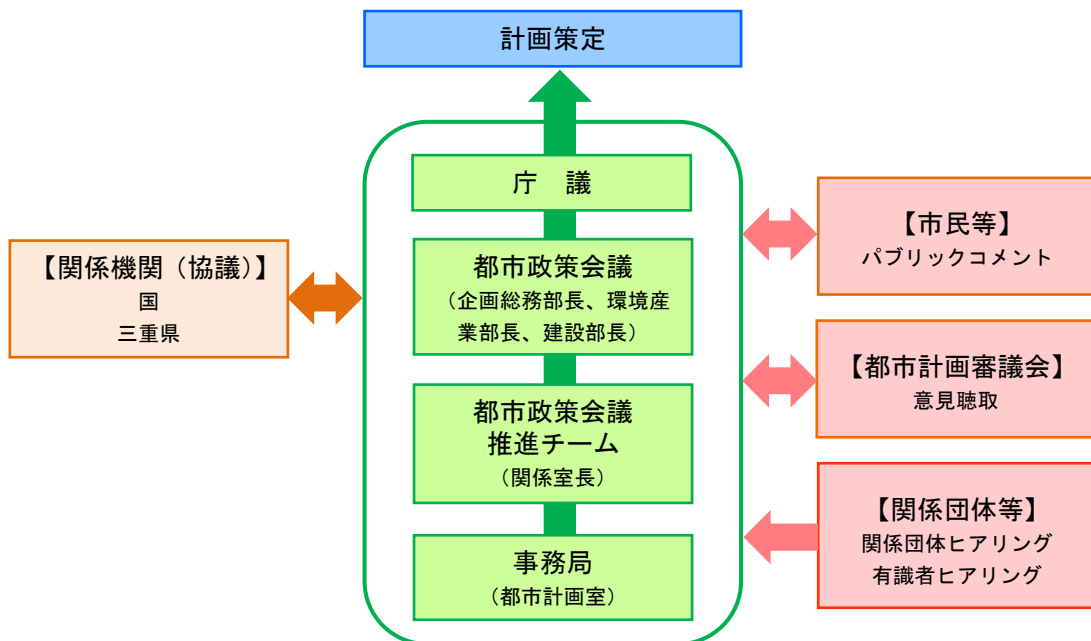 計画策定
庁　議
都市政策会議
（企画総務部長、環境産
業部長、建設部長）
都市政策会議
推進チーム
（関係室長）
事務局
（都市計画室）
【関係機関（協議）】
国
三重県
【市民等】
パブリックコメント
【都市計画審議会】
意見聴取
【関係団体等】
関係団体ヒアリング
有識者ヒアリング